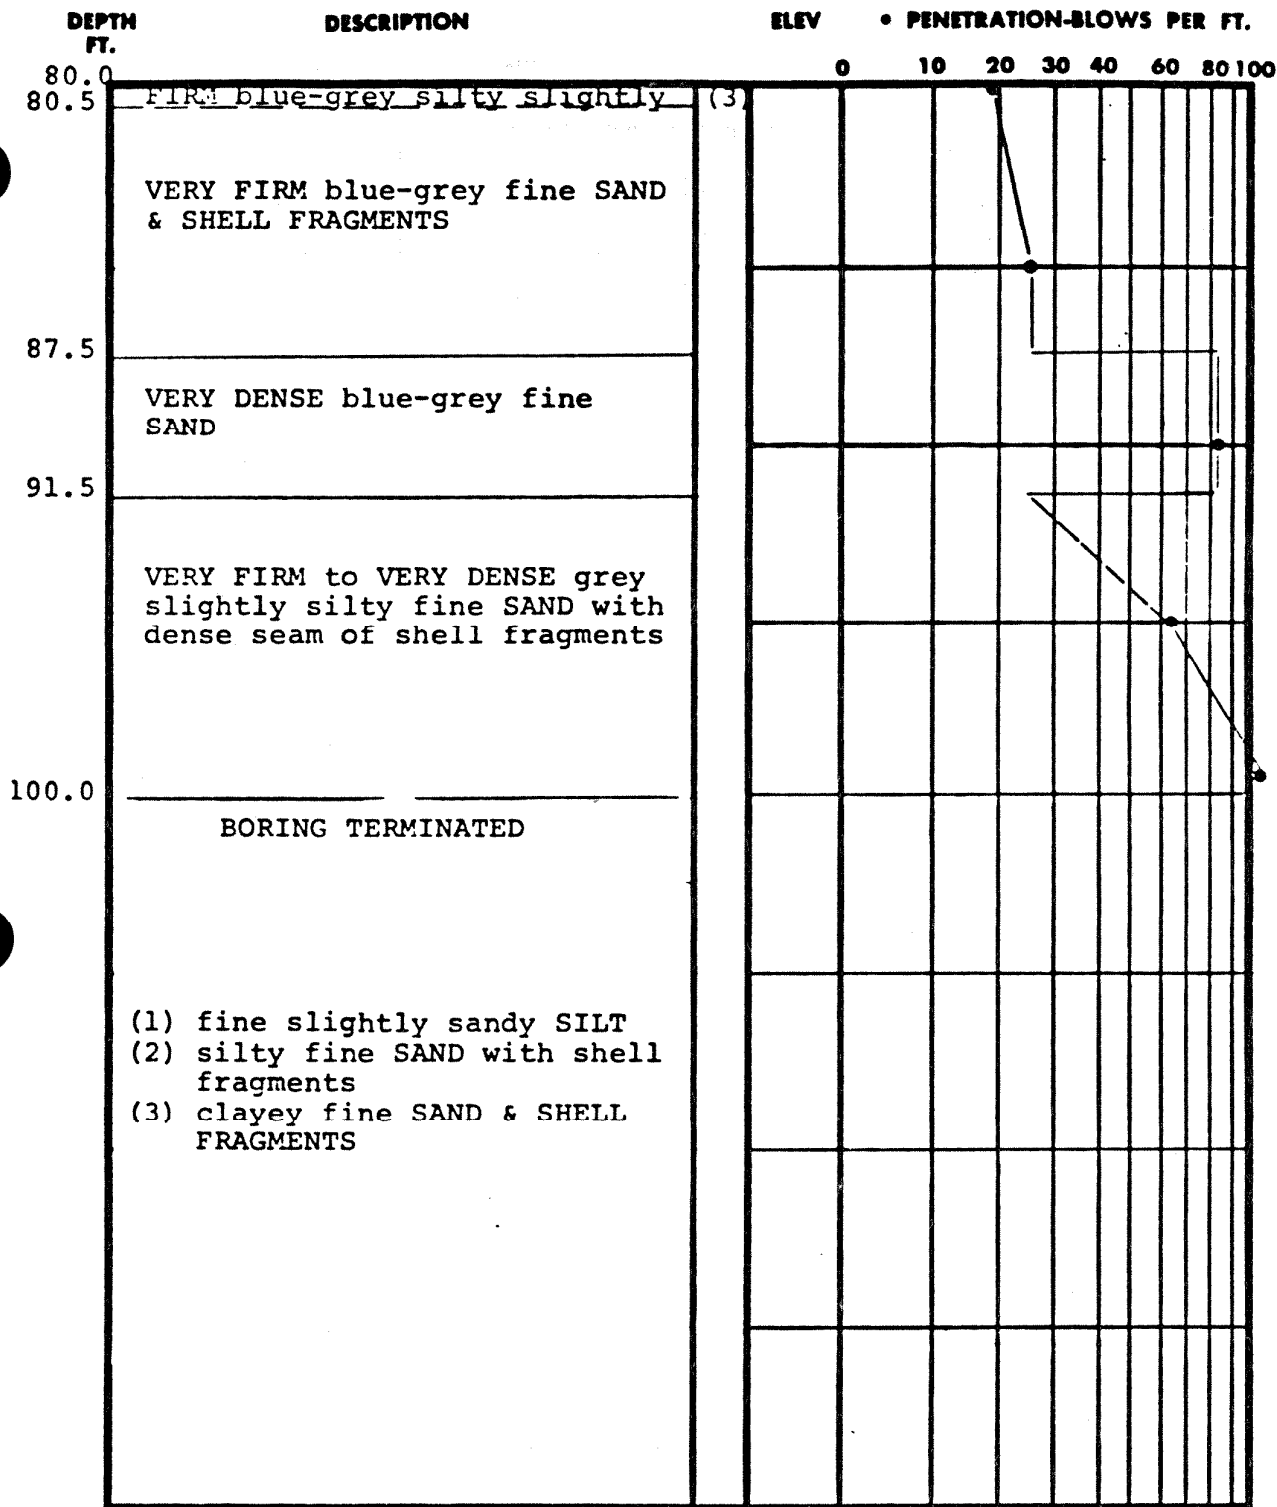 DEPTH FT. DESCRIPTION ELEV • PENETRATION-BLOWS PER FT.
0 10 20 30 40 60 80 100
80.0
80.5 FIRM blue-grey silty slightly (3)
VERY FIRM blue-grey fine SAND
& SHELL FRAGMENTS
87.5
VERY DENSE blue-grey fine
SAND
91.5
VERY FIRM to VERY DENSE grey
slightly silty fine SAND with
dense seam of shell fragments
100.0
BORING TERMINATED
(1) fine slightly sandy SILT
(2) silty fine SAND with shell
fragments
(3) clayey fine SAND & SHELL
FRAGMENTS